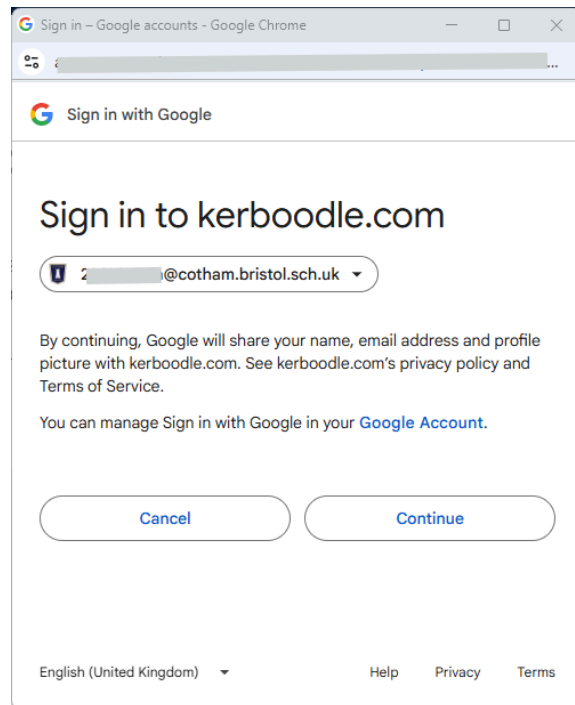 Sign in – Google accounts - Google Chrome
...
Sign in with Google
Sign in to kerboodle.com
2 @cotham.bristol.sch.uk
By continuing, Google will share your name, email address and profile
picture with kerboodle.com. See kerboodle.com's privacy policy and
Terms of Service.
You can manage Sign in with Google in your Google Account.
Cancel Continue
English (United Kingdom) Help Privacy Terms